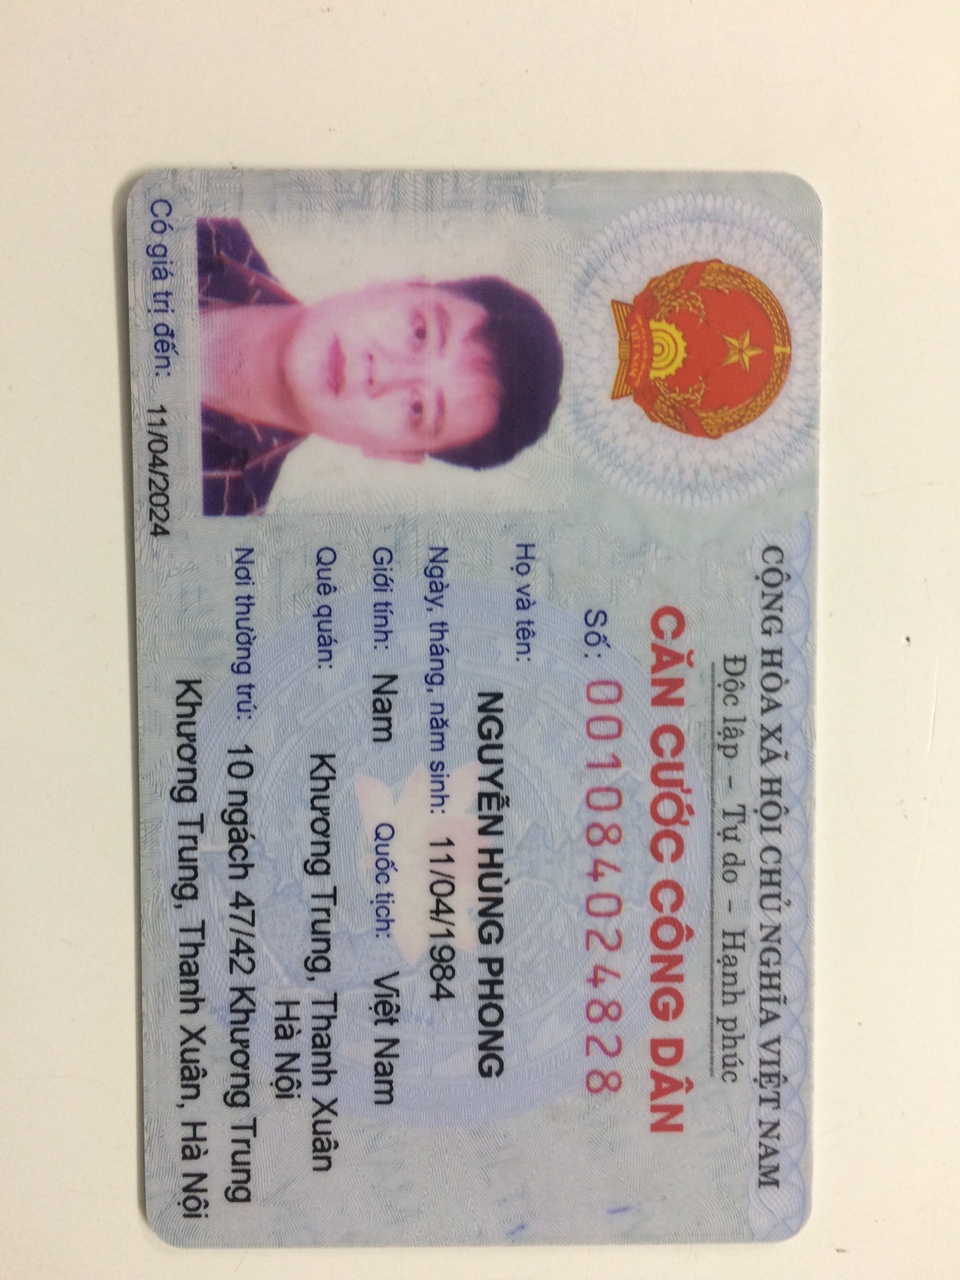 CỘNG HÒA XÃ HỘI CHỦ NGHĨA VIỆT NAM
Độc lập – Tự do – Hạnh phúc
CĂN CƯỚC CÔNG DÂN
Số: 001084024828
Họ và tên:
NGUYỄN HÙNG PHONG
Ngày, tháng, năm sinh: 11/04/1984
Giới tính: Nam Quốc tịch: Việt Nam
Quê quán: Khương Trung, Thanh Xuân
Hà Nội
Nơi thường trú: 10 ngách 47/42 Khương Trung
Khương Trung, Thanh Xuân, Hà Nội
Có giá trị đến: 11/04/2024
VIỆT NAM